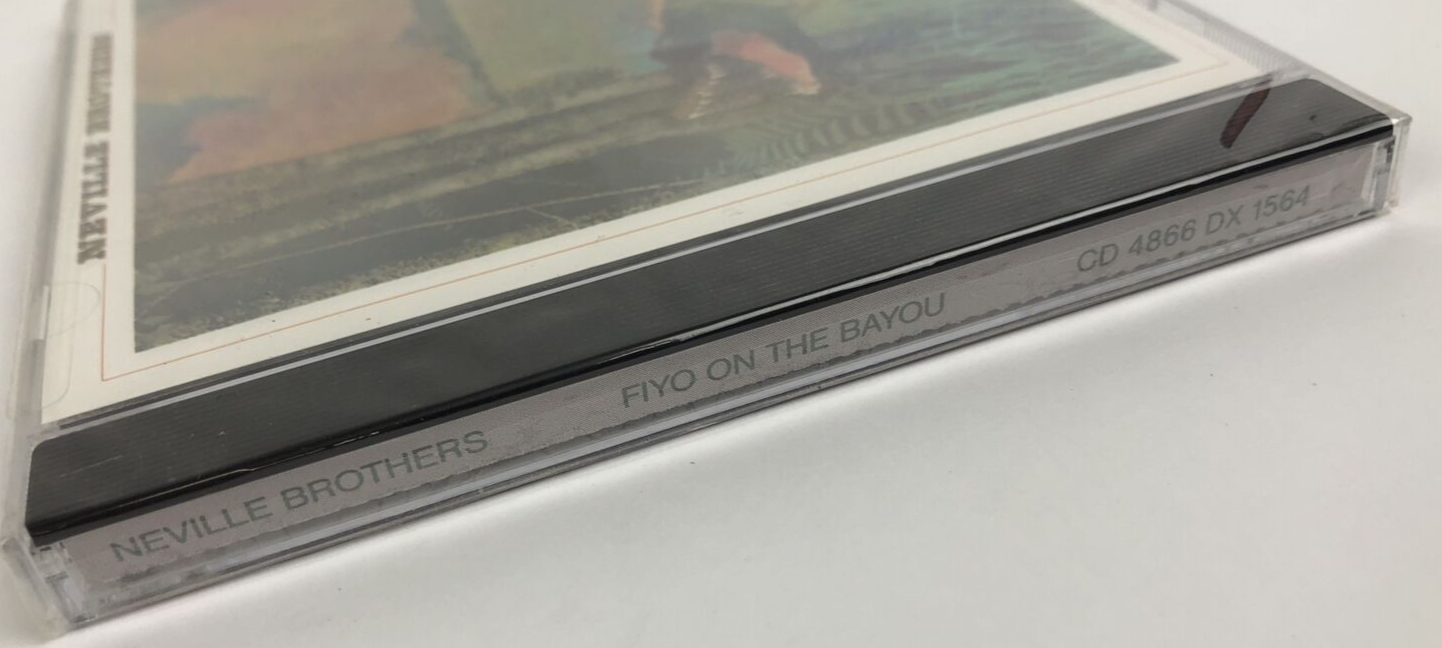 NEVILLE BROTHERS
NEVILLE BROTHERS FIYO ON THE BAYOU CD 4866 DX 1564